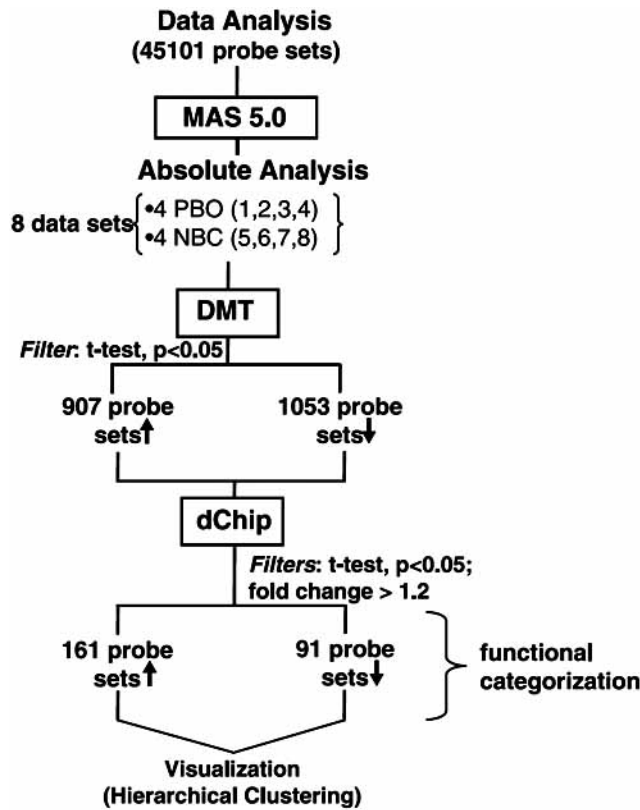 Data Analysis
(45101 probe sets)
MAS 5.0
Absolute Analysis
8 data sets
•4 PBO (1,2,3,4)
•4 NBC (5,6,7,8)
DMT
Filter: t-test, p<0.05
907 probe
sets↑
1053 probe
sets↓
dChip
Filters: t-test, p<0.05;
fold change > 1.2
161 probe
sets↑
91 probe
sets↓
functional
categorization
Visualization
(Hierarchical Clustering)